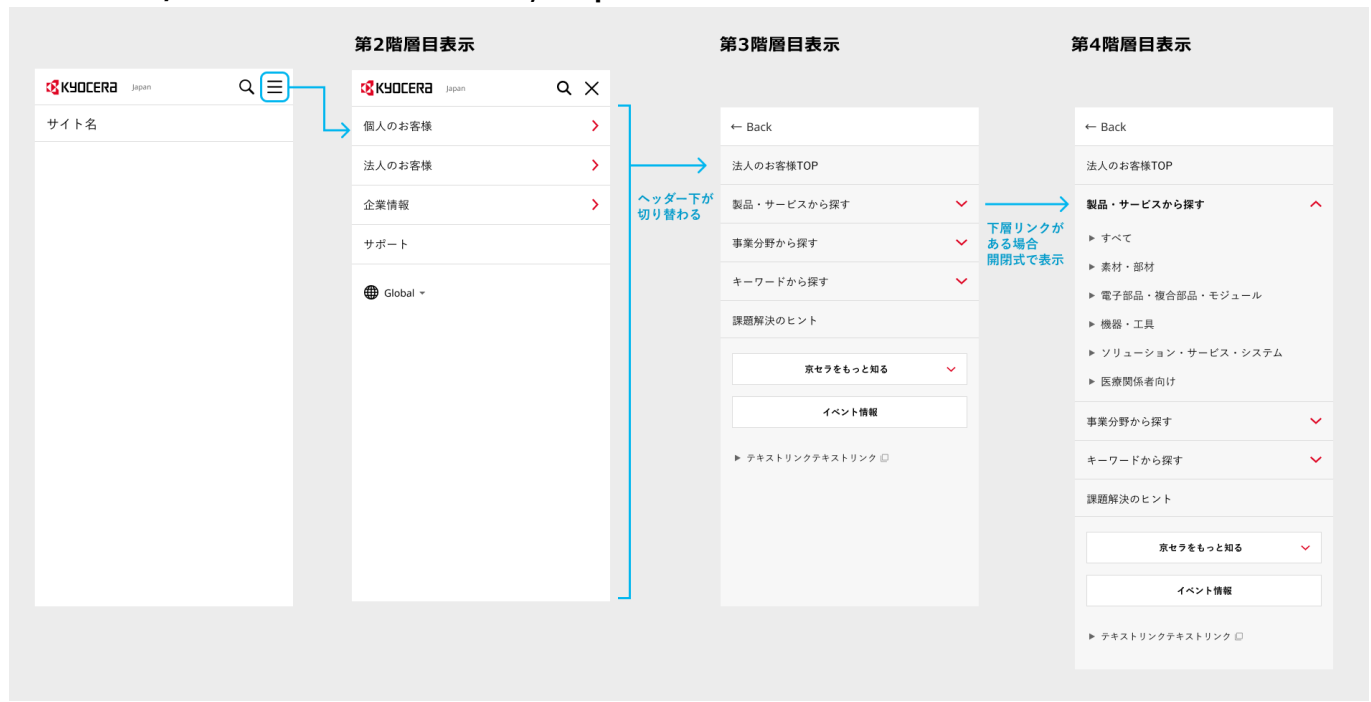 第2階層目表示
第3階層目表示
第4階層目表示
KYOCERA Japan
サイト名
KYOCERA Japan
個人のお客様
法人のお客様
企業情報
サポート
Global
ヘッダー下が
切り替わる
← Back
法人のお客様TOP
製品・サービスから探す
事業分野から探す
キーワードから探す
課題解決のヒント
京セラをもっと知る
イベント情報
テキストリンクテキストリンク
下層リンクが
ある場合
開閉式で表示
← Back
法人のお客様TOP
製品・サービスから探す
すべて
素材・部材
電子部品・複合部品・モジュール
機器・工具
ソリューション・サービス・システム
医療関係者向け
事業分野から探す
キーワードから探す
課題解決のヒント
京セラをもっと知る
イベント情報
テキストリンクテキストリンク